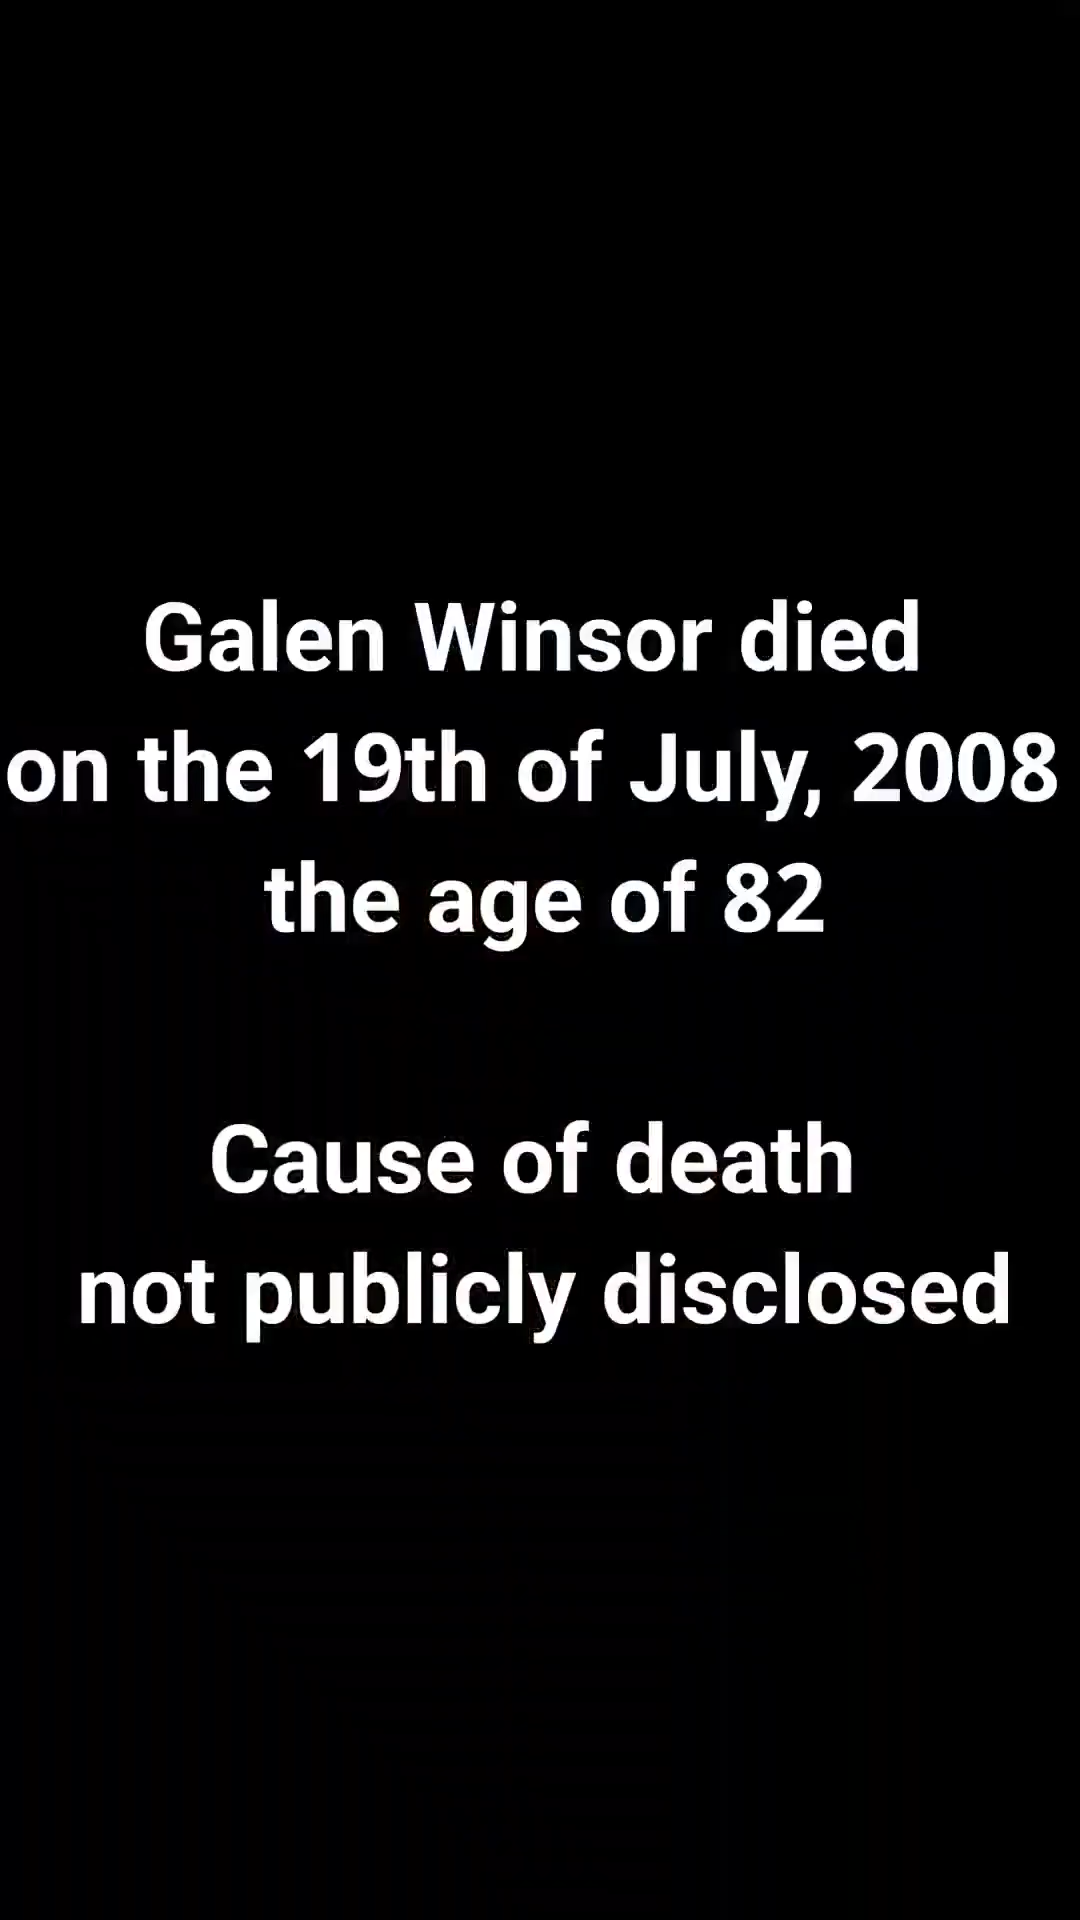 Galen Winsor died
on the 19th of July, 2008
the age of 82
Cause of death
not publicly disclosed